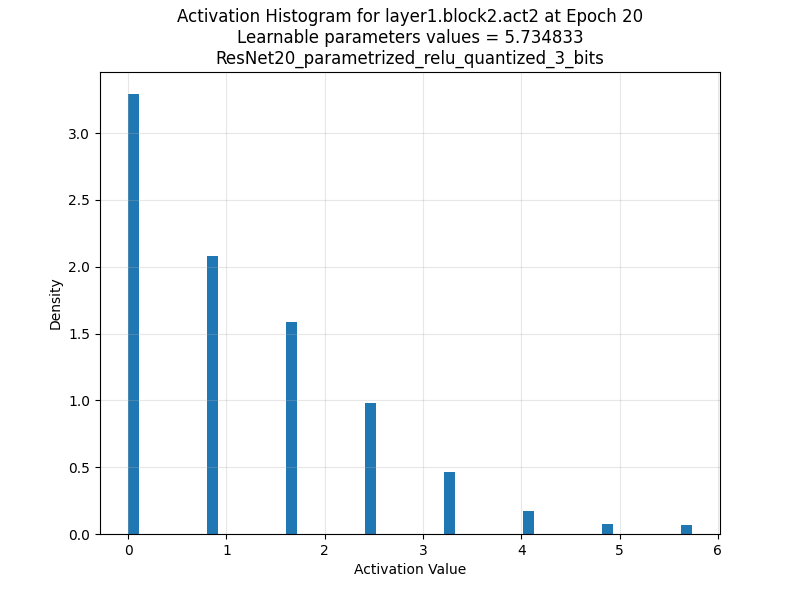 Activation Histogram for layer1.block2.act2 at Epoch 20
Learnable parameters values = 5.734833
ResNet20_parametrized_relu_quantized_3_bits
3.0
2.5
2.0
1.5
1.0
0.5
0.0
Density
0 1 2 3 4 5 6
Activation Value